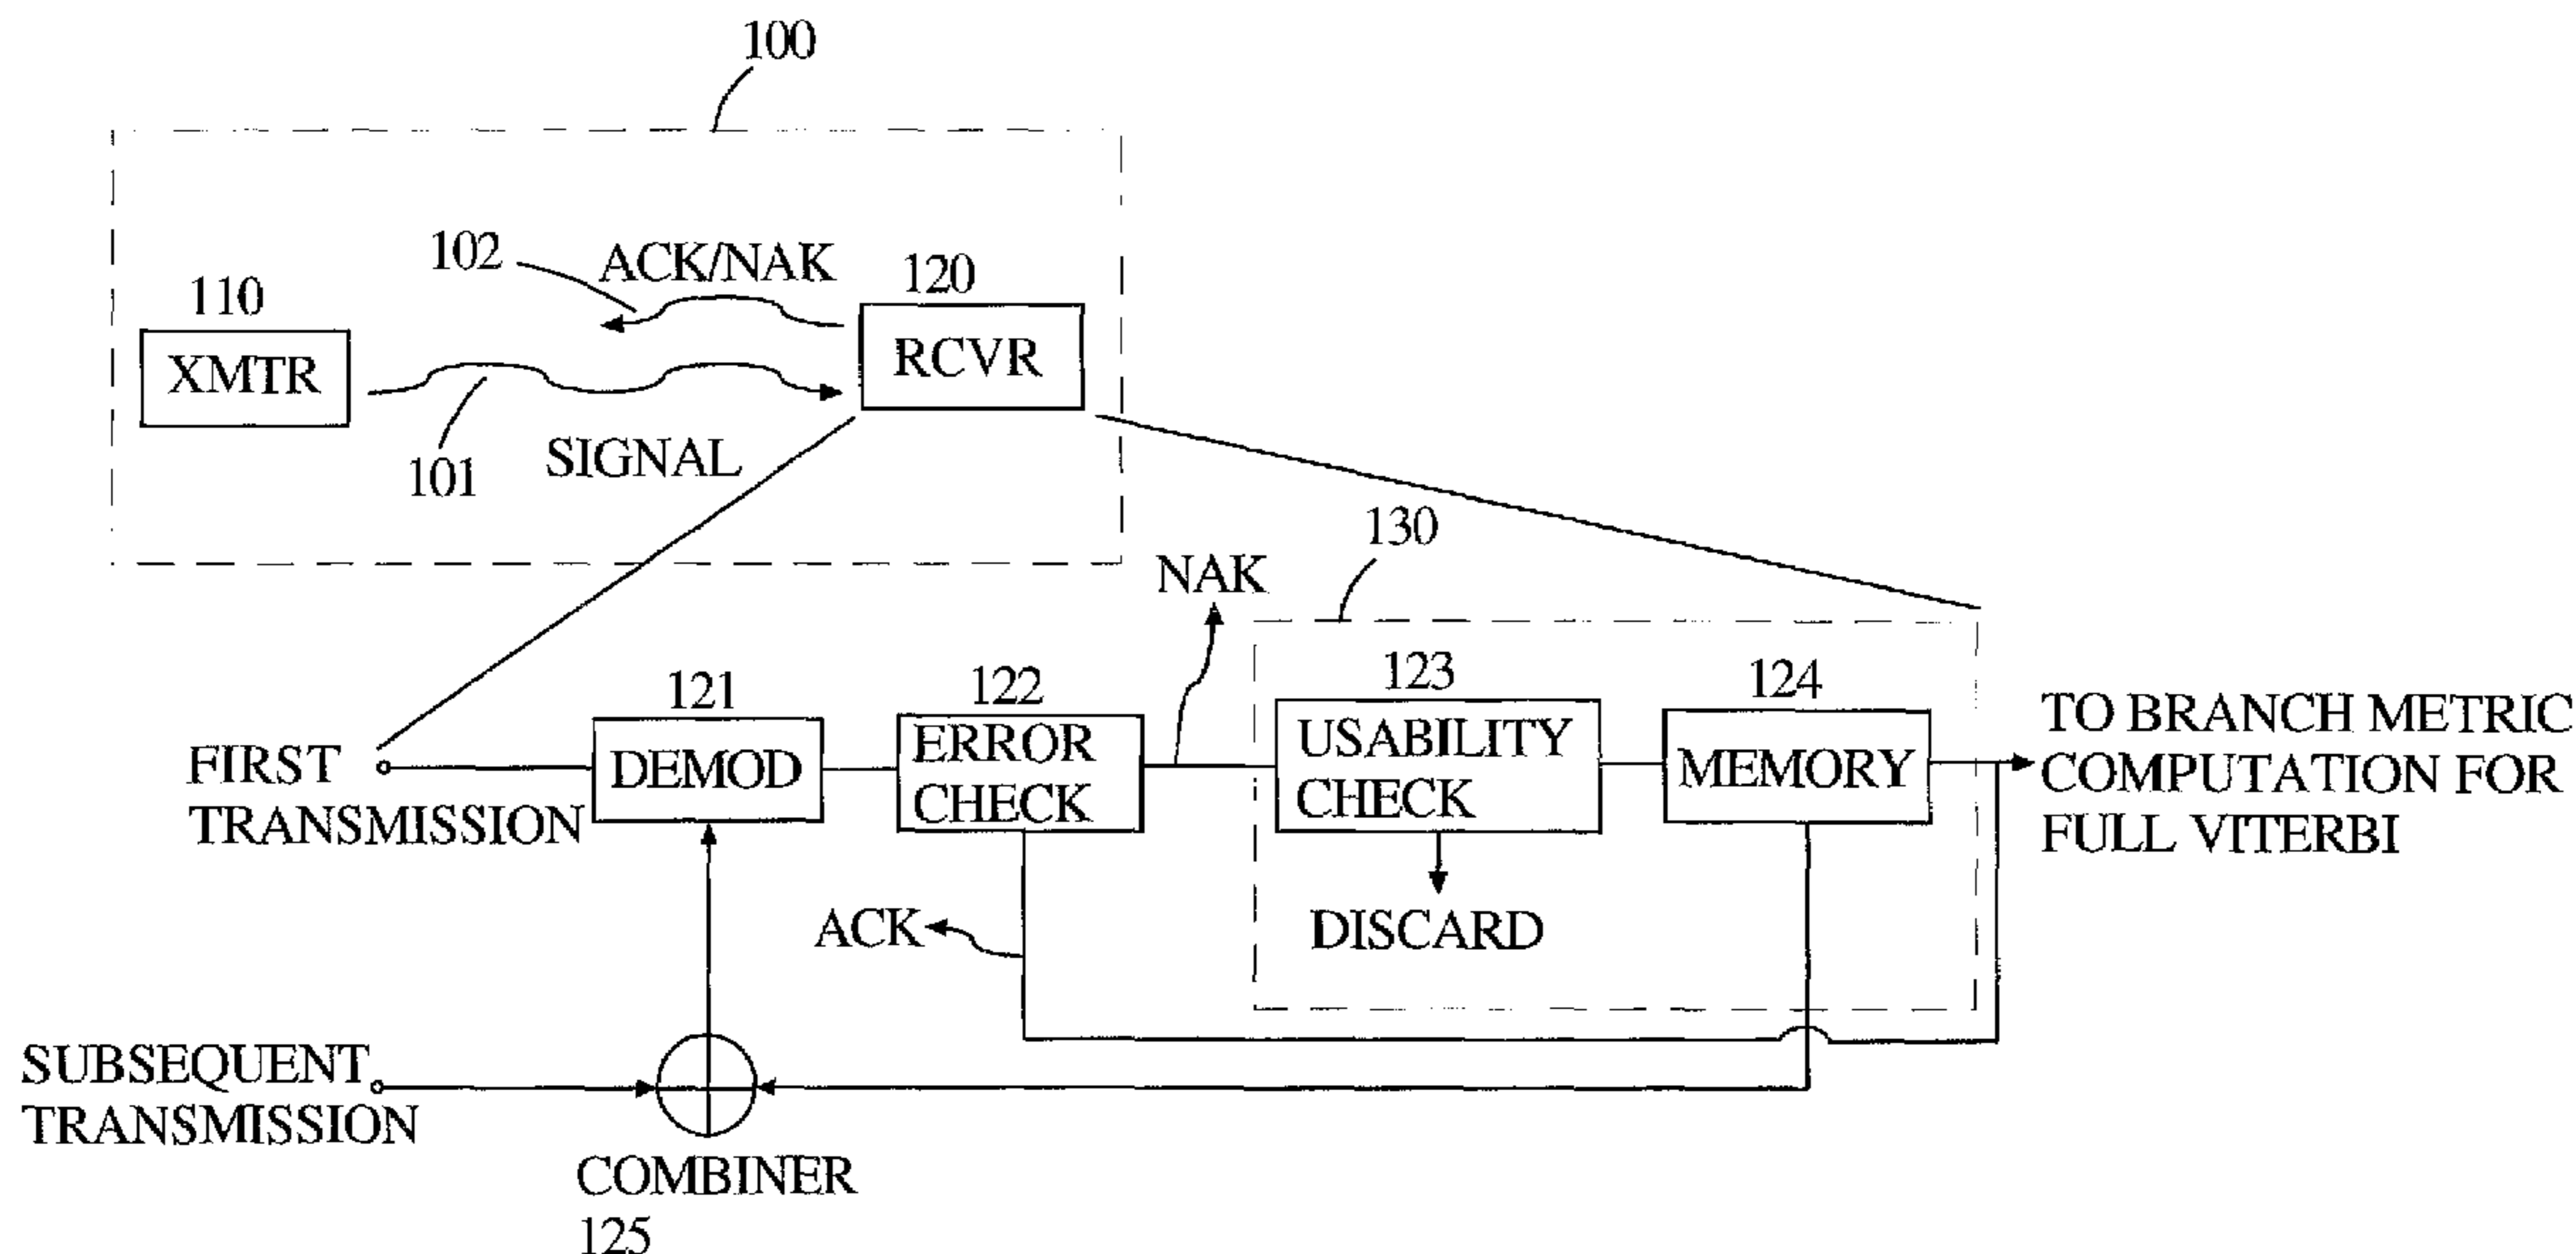 100
102
ACK/NAK
120
110
XMTR
RCVR
101
SIGNAL
130
NAK
121
122
123
124
FIRST
TRANSMISSION
DEMOD
ERROR
CHECK
USABILITY
CHECK
MEMORY
TO BRANCH METRIC
COMPUTATION FOR
FULL VITERBI
ACK
DISCARD
SUBSEQUENT
TRANSMISSION
COMBINER
125